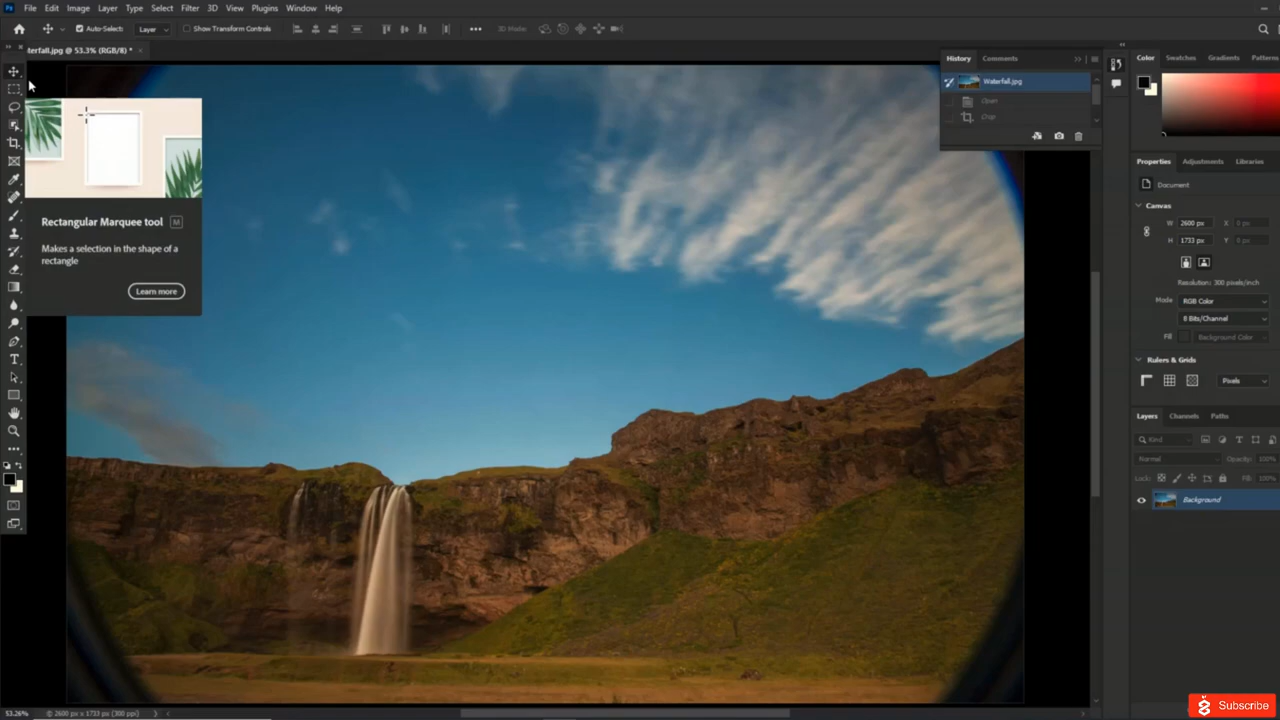 Ps File Edit Image Layer Type Select Filter 3D View Plugins Window Help
Auto-Select: Layer Show Transform Controls 3D Mode:
terfall.jpg @ 53.3% (RGB/8) *
Rectangular Marquee tool M
Makes a selection in the shape of a
rectangle
Learn more
T
53.26% © 2600 px x 1733 px (300 ppi)
History Comments
Waterfall.jpg
Open
Crop
Color Swatches Gradients Patterns
Properties Adjustments Libraries
Document
Canvas
W 2600 px X 0 px
H 1733 px Y 0 px
Resolution: 300 pixels/inch
Mode RGB Color
8 Bits/Channel
Fill Background Color
Rulers & Grids
Pixels
Layers Channels Paths
Kind T
Normal Opacity: 100%
Lock: Fill: 100%
Background
Subscribe